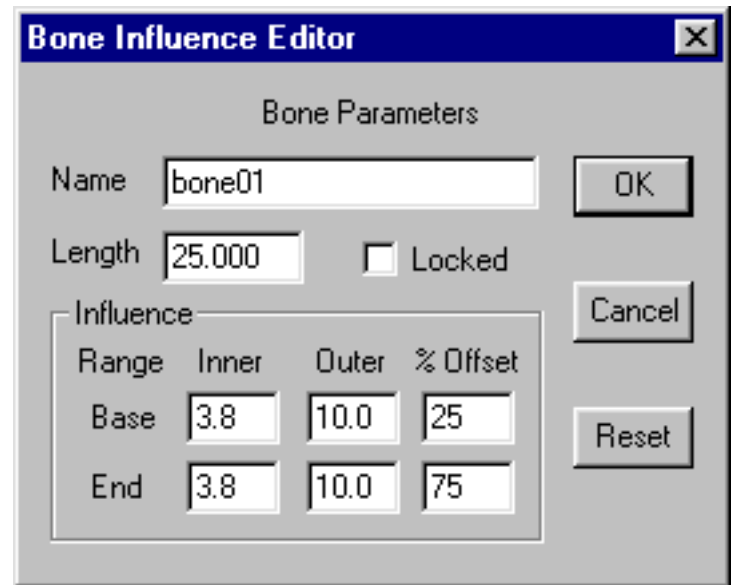 Bone Influence Editor
Bone Parameters
Name bone01 OK
Length 25.000 Locked
Cancel
Influence
Range Inner Outer % Offset
Base 3.8 10.0 25
Reset
End 3.8 10.0 75